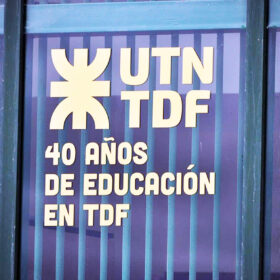 UTN
TDF
40 AÑOS
DE EDUCACIÓN
EN TDF